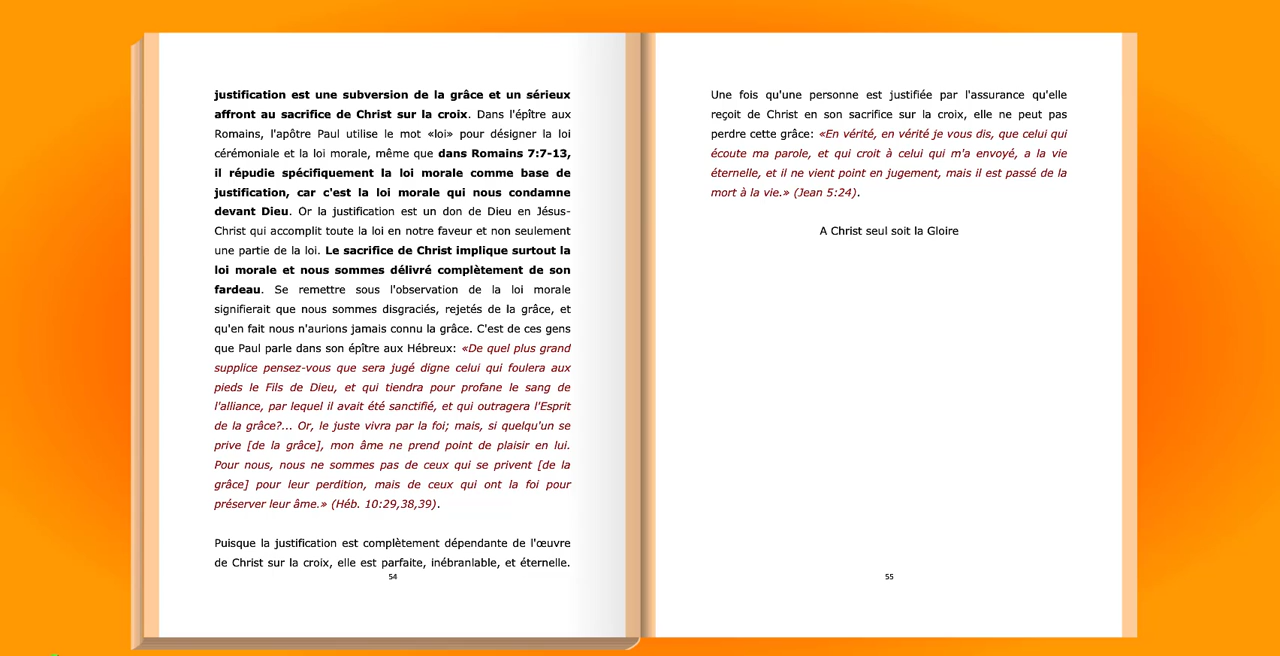 justification est une subversion de la grâce et un sérieux
affront au sacrifice de Christ sur la croix. Dans l'épître aux
Romains, l'apôtre Paul utilise le mot «loi» pour désigner la loi
cérémoniale et la loi morale, même que dans Romains 7:7-13,
il répudie spécifiquement la loi morale comme base de
justification, car c'est la loi morale qui nous condamne
devant Dieu. Or la justification est un don de Dieu en Jésus-
Christ qui accomplit toute la loi en notre faveur et non seulement
une partie de la loi. Le sacrifice de Christ implique surtout la
loi morale et nous sommes délivré complètement de son
fardeau. Se remettre sous l'observation de la loi morale
signifierait que nous sommes disgraciés, rejetés de la grâce, et
qu'en fait nous n'aurions jamais connu la grâce. C'est de ces gens
que Paul parle dans son épître aux Hébreux: «De quel plus grand
supplice pensez-vous que sera jugé digne celui qui foulera aux
pieds le Fils de Dieu, et qui tiendra pour profane le sang de
l'alliance, par lequel il avait été sanctifié, et qui outragera l'Esprit
de la grâce?... Or, le juste vivra par la foi; mais, si quelqu'un se
prive [de la grâce], mon âme ne prend point de plaisir en lui.
Pour nous, nous ne sommes pas de ceux qui se privent [de la
grâce] pour leur perdition, mais de ceux qui ont la foi pour
préserver leur âme.» (Héb. 10:29,38,39).
Puisque la justification est complètement dépendante de l'œuvre
de Christ sur la croix, elle est parfaite, inébranlable, et éternelle.
54
Une fois qu'une personne est justifiée par l'assurance qu'elle
reçoit de Christ en son sacrifice sur la croix, elle ne peut pas
perdre cette grâce: «En vérité, en vérité je vous dis, que celui qui
écoute ma parole, et qui croit à celui qui m'a envoyé, a la vie
éternelle, et il ne vient point en jugement, mais il est passé de la
mort à la vie.» (Jean 5:24).
A Christ seul soit la Gloire
55